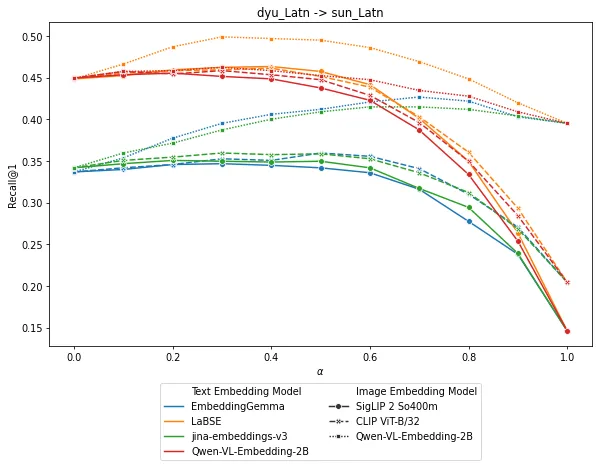 dyu_Latn -> sun_Latn
Recall@1
0.50
0.45
0.40
0.35
0.30
0.25
0.20
0.15
0.0 0.2 0.4 0.6 0.8 1.0
α
Text Embedding Model Image Embedding Model
EmbeddingGemma SigLIP 2 So400m
LaBSE CLIP ViT-B/32
jina-embeddings-v3 Qwen-VL-Embedding-2B
Qwen-VL-Embedding-2B